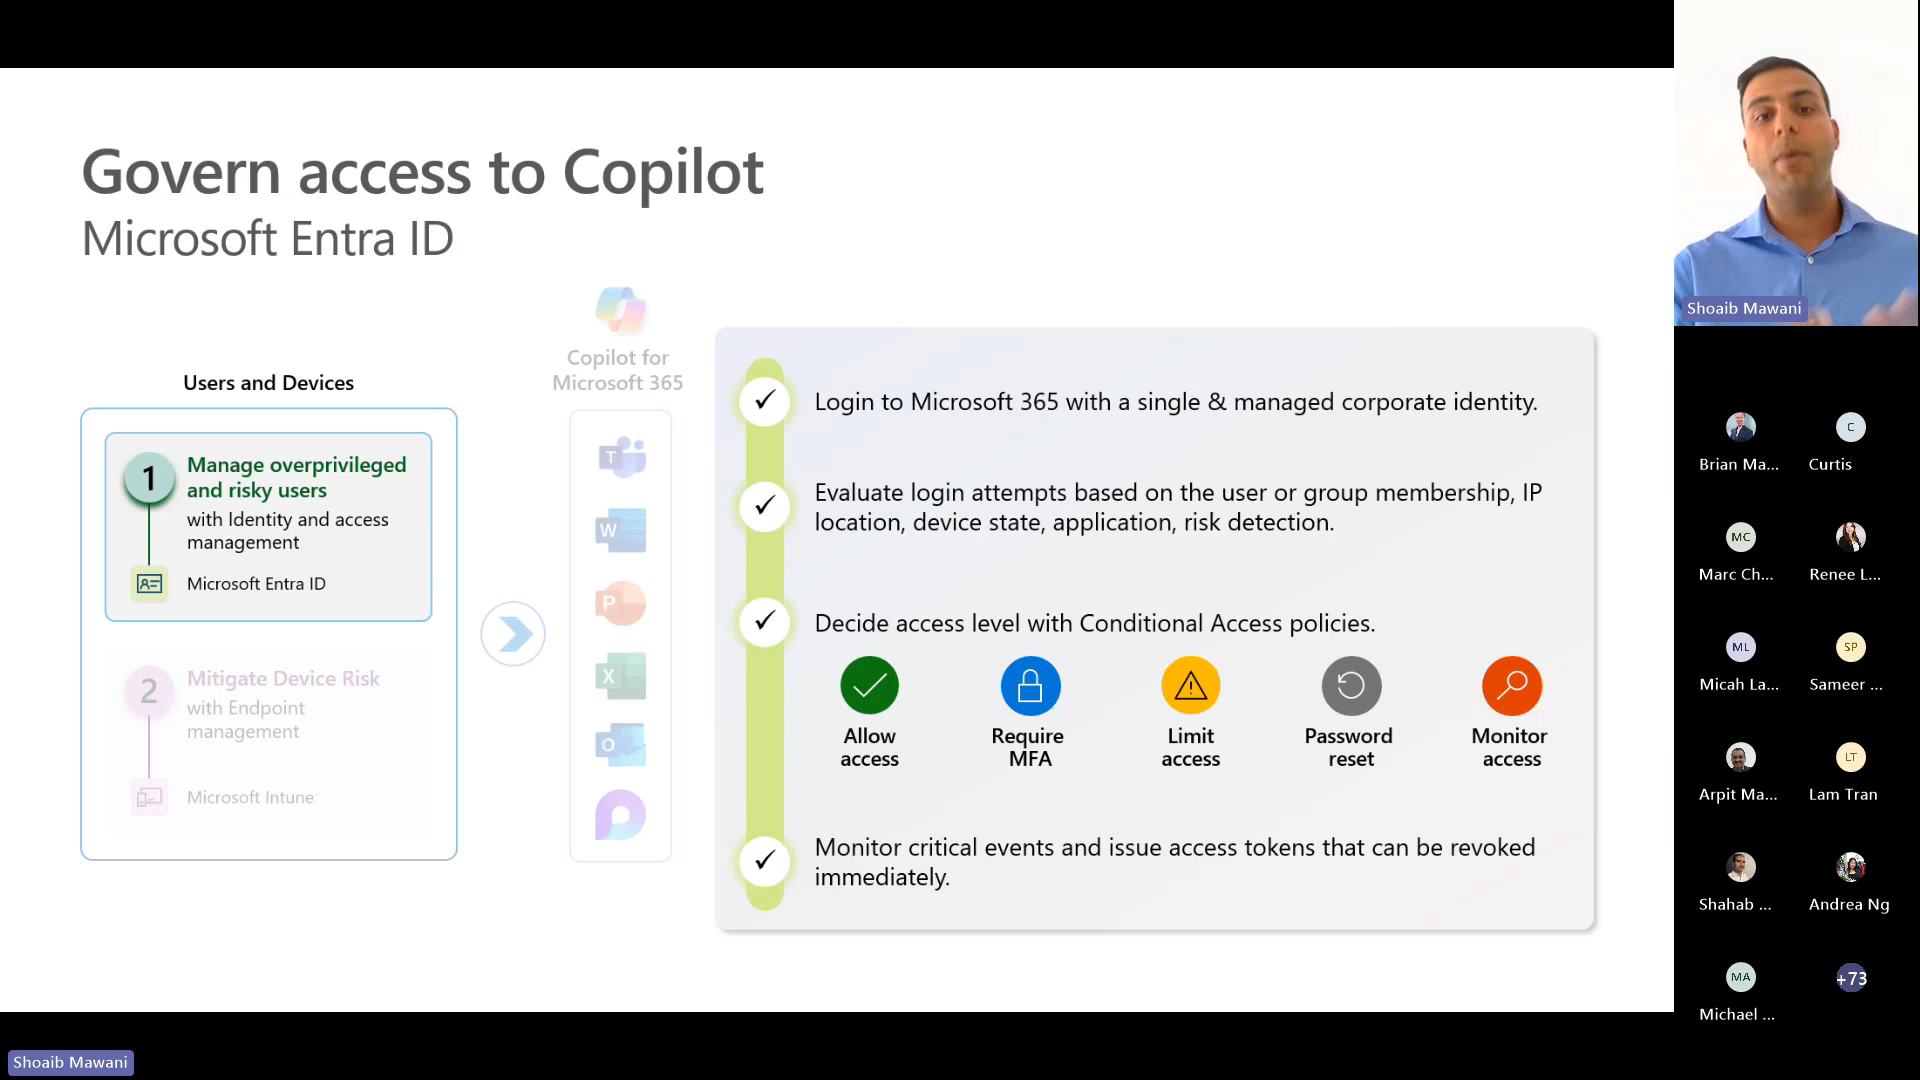 Govern access to Copilot
Microsoft Entra ID
Users and Devices
1
Manage overprivileged
and risky users
with Identity and access
management
Microsoft Entra ID
2
Mitigate Device Risk
with Endpoint
management
Microsoft Intune
Copilot for
Microsoft 365
T
W
P
X
O
Login to Microsoft 365 with a single & managed corporate identity.
Evaluate login attempts based on the user or group membership, IP
location, device state, application, risk detection.
Decide access level with Conditional Access policies.
Allow
access
Require
MFA
Limit
access
Password
reset
Monitor
access
Monitor critical events and issue access tokens that can be revoked
immediately.
Shoaib Mawani
Brian Ma...
C
Curtis
MC
Marc Ch...
Renee L...
ML
Micah La...
SP
Sameer ...
Arpit Ma...
LT
Lam Tran
Shahab ...
Andrea Ng
MA
Michael ...
+73
Shoaib Mawani